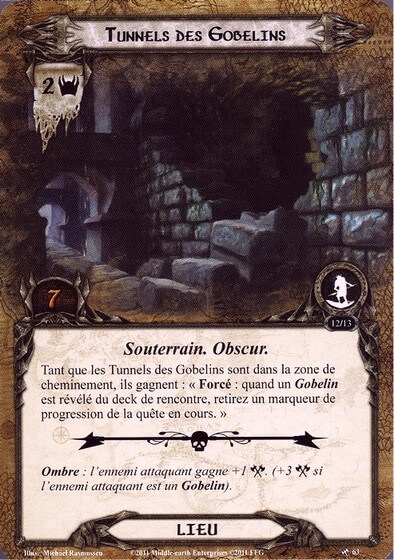 Tunnels des Gobelins
2
7
12/13
Souterrain. Obscur.
Tant que les Tunnels des Gobelins sont dans la zone de
cheminement, ils gagnent : « Forcé : quand un Gobelin
est révélé du deck de rencontre, retirez un marqueur de
progression de la quête en cours. »
Ombre : l'ennemi attaquant gagne +1 . (+3 si
l'ennemi attaquant est un Gobelin).
LIEU
Illus. Michael Rasmussen ©2011 Middle-earth Enterprises ©2011 FFG 63